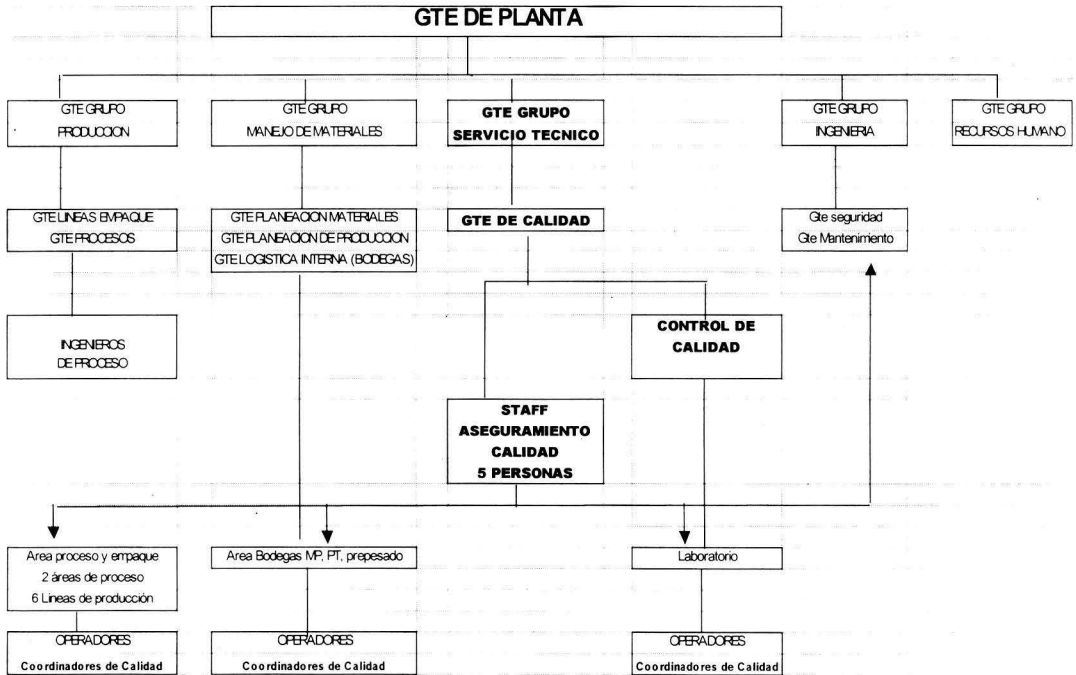 GTE DE PLANTA
GTE GRUPO
PRODUCCION
GTE GRUPO
MANEJO DE MATERIALES
GTE GRUPO
SERVICIO TECNICO
GTE GRUPO
INGENIERIA
GTE GRUPO
RECURSOS HUMANO
GTE LINEAS EMPAQUE
GTE PROCESOS
GTE PLANEACION MATERIALES
GTE PLANEACION DE PRODUCCION
GTE LOGISTICA INTERNA (BODEGAS)
GTE DE CALIDAD
Gte seguridad
Gte Mantenimiento
INGENIEROS
DE PROCESO
CONTROL DE
CALIDAD
STAFF
ASEGURAMIENTO
CALIDAD
5 PERSONAS
Area proceso y empaque
2 áreas de proceso
6 Lineas de producción
Area Bodegas MP, PT, prepesado
Laboratorio
OPERADORES
Coordinadores de Calidad
OPERADORES
Coordinadores de Calidad
OPERADORES
Coordinadores de Calidad